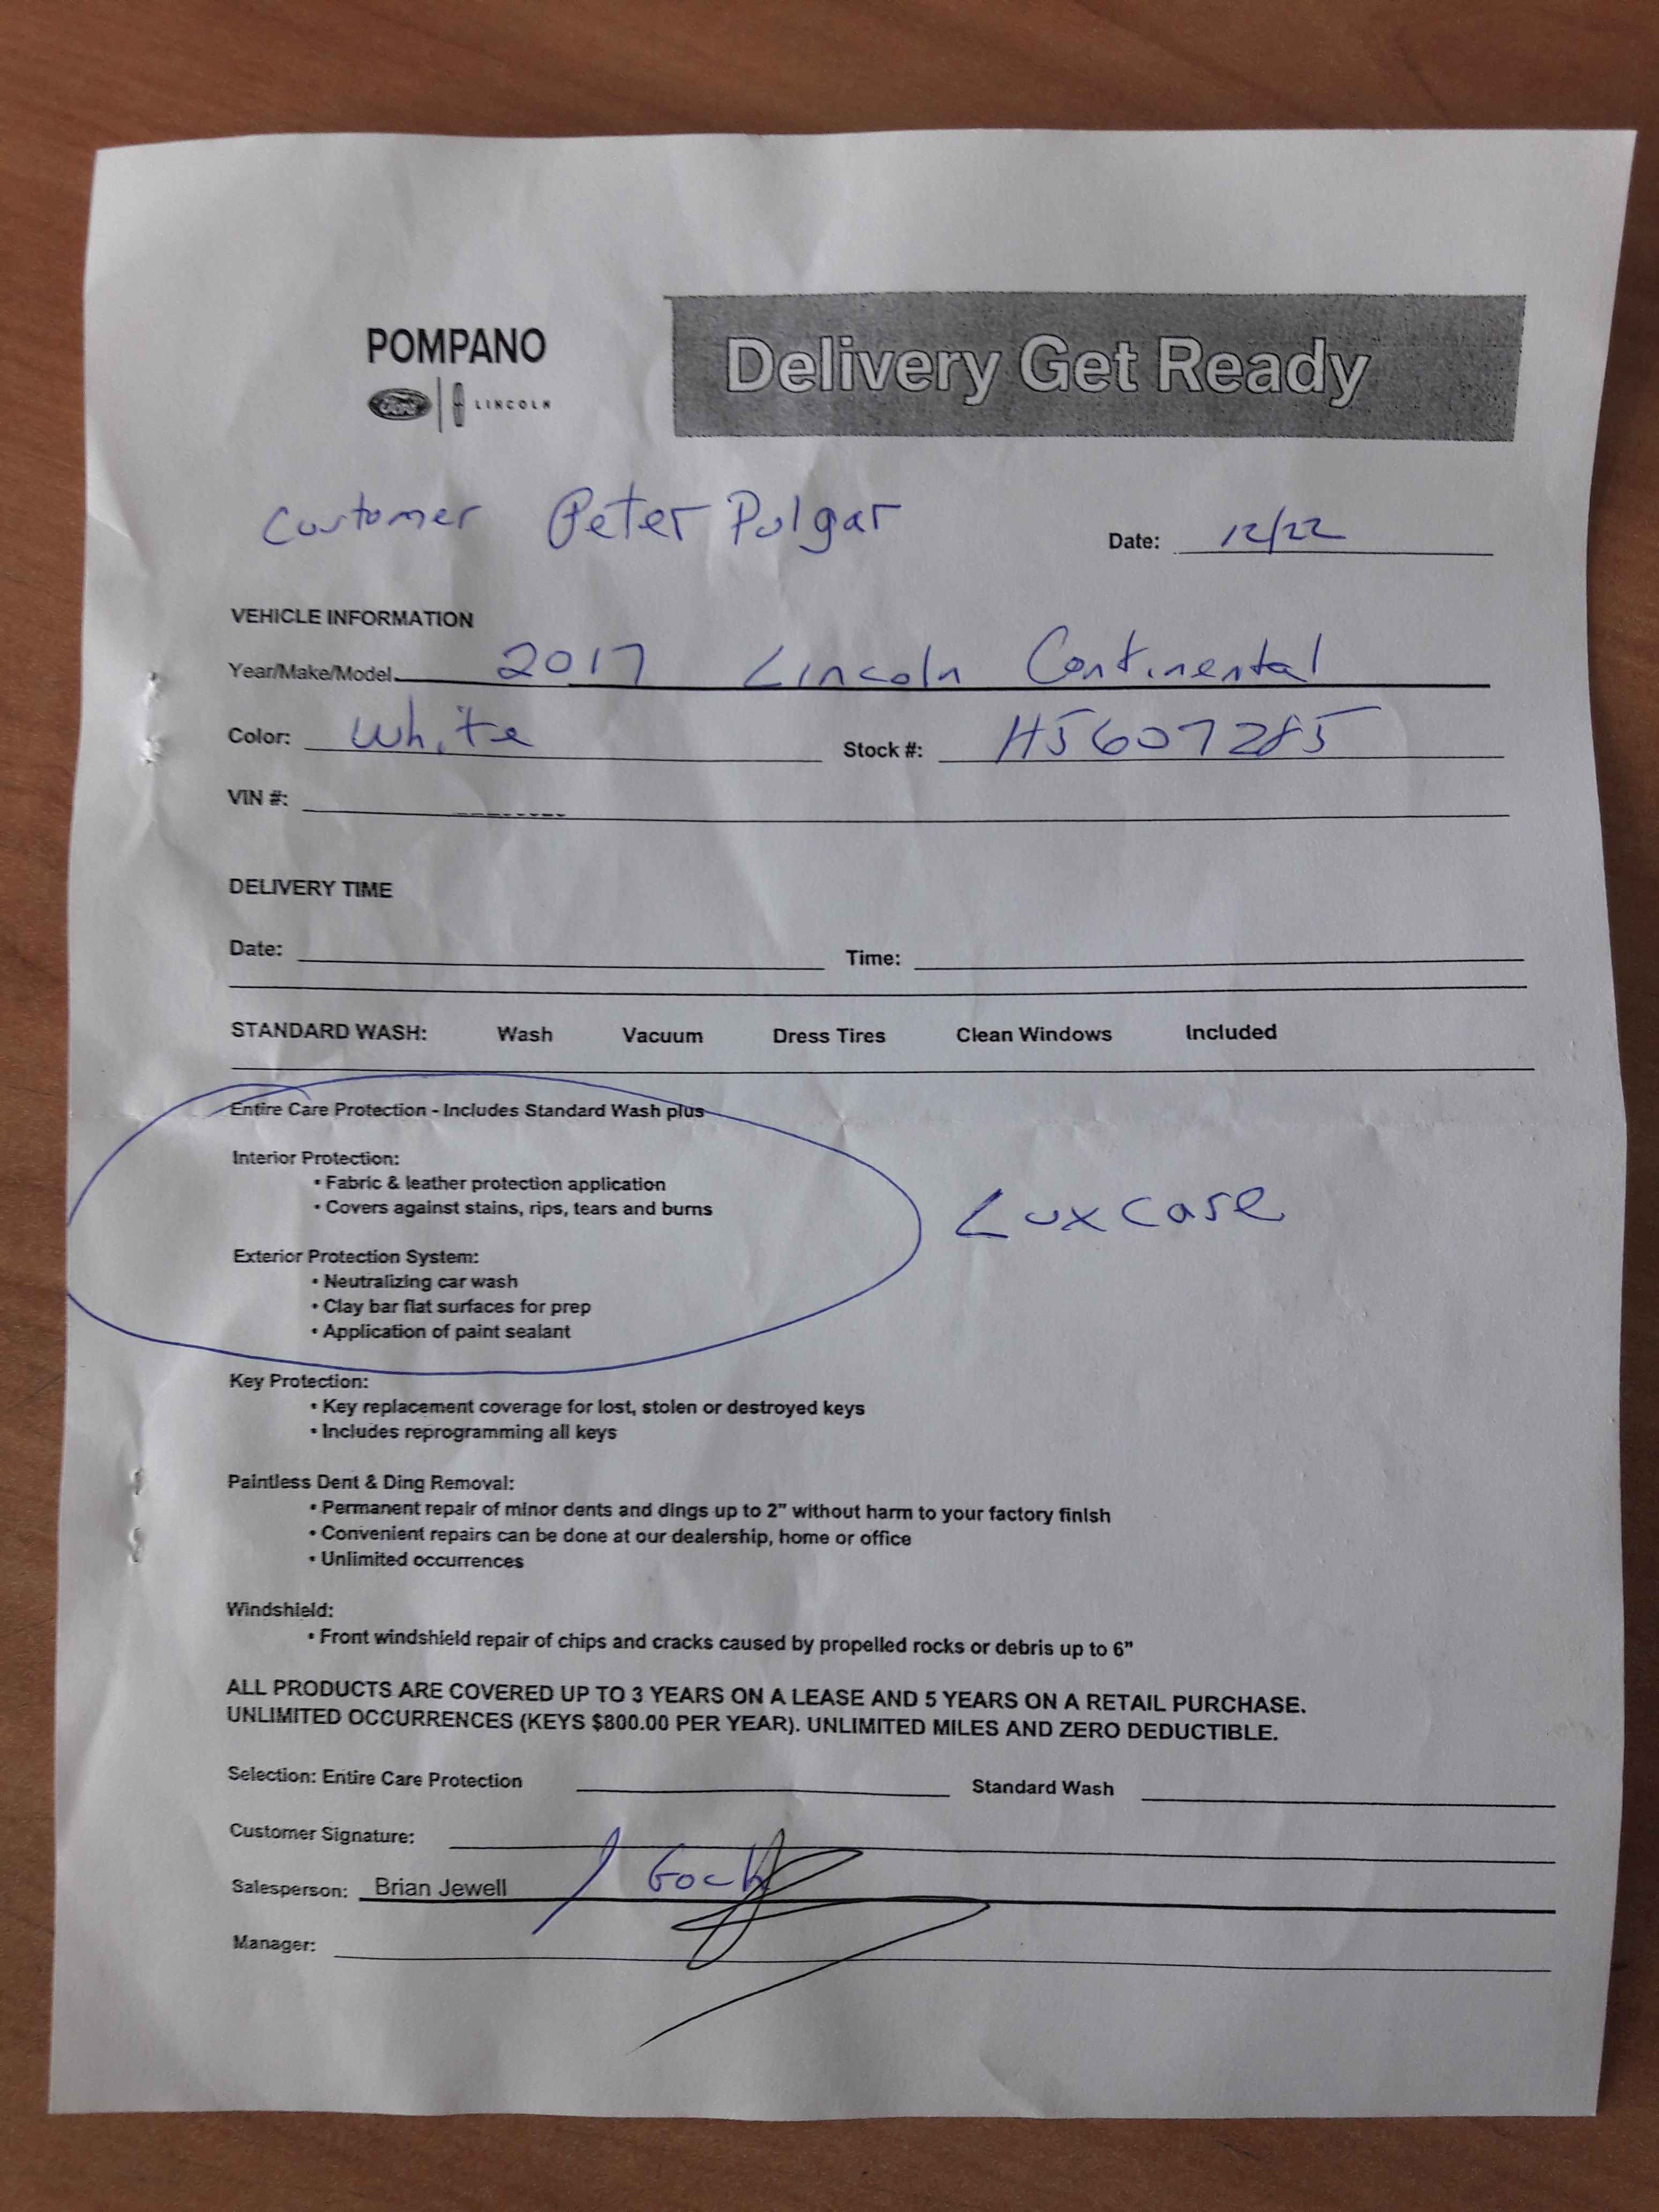 POMPANO
Ford LINCOLN
Delivery Get Ready
Customer Peter Pulgar
Date: 12/22
VEHICLE INFORMATION
Year/Make/Model 2017 Lincoln Continental
Color: White Stock #: H5607285
VIN #:
DELIVERY TIME
Date: Time:
STANDARD WASH: Wash Vacuum Dress Tires Clean Windows Included
Entire Care Protection - Includes Standard Wash plus
Interior Protection:
• Fabric & leather protection application
• Covers against stains, rips, tears and burns
Luxcare
Exterior Protection System:
• Neutralizing car wash
• Clay bar flat surfaces for prep
• Application of paint sealant
Key Protection:
• Key replacement coverage for lost, stolen or destroyed keys
• Includes reprogramming all keys
Paintless Dent & Ding Removal:
• Permanent repair of minor dents and dings up to 2" without harm to your factory finish
• Convenient repairs can be done at our dealership, home or office
• Unlimited occurrences
Windshield:
• Front windshield repair of chips and cracks caused by propelled rocks or debris up to 6"
ALL PRODUCTS ARE COVERED UP TO 3 YEARS ON A LEASE AND 5 YEARS ON A RETAIL PURCHASE.
UNLIMITED OCCURRENCES (KEYS $800.00 PER YEAR). UNLIMITED MILES AND ZERO DEDUCTIBLE.
Selection: Entire Care Protection Standard Wash
Customer Signature:
Salesperson: Brian Jewell /
Manager: